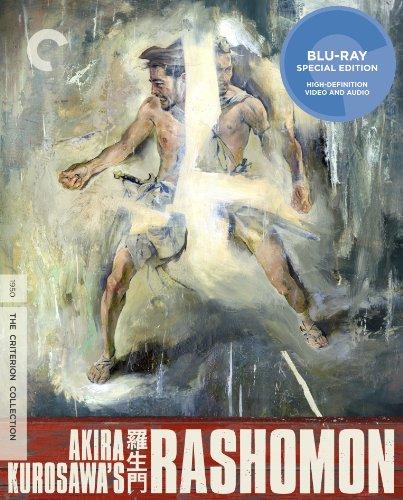 BLU-RAY
SPECIAL EDITION
HIGH-DEFINITION
VIDEO AND AUDIO
1950
THE CRITERION COLLECTION
AKIRA
KUROSAWA'S
羅生門
RASHOMON